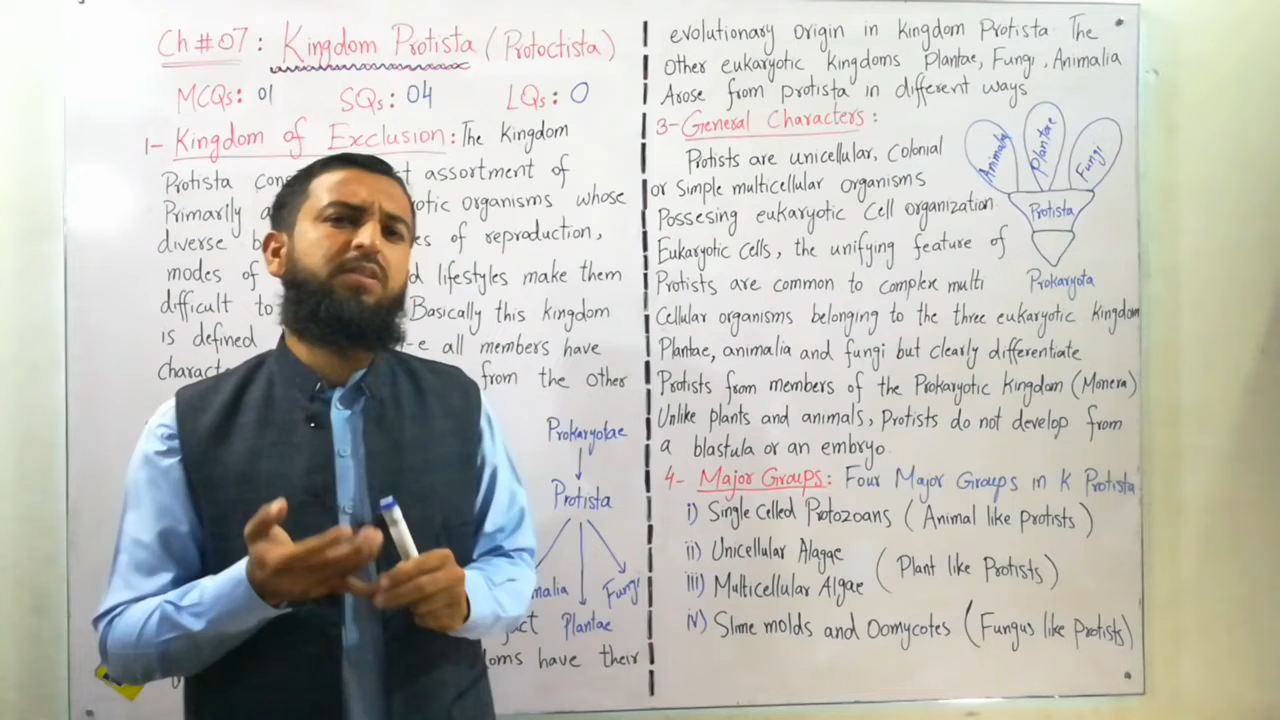 Ch # 07 : Kingdom Protista (Protoctista)
MCQs: 01 SQs: 04 LQs: 0
1- Kingdom of Exclusion: The Kingdom
Protista assortment of
Primarily organisms whose
diverse of reproduction,
modes of lifestyles make them
difficult to Basically this kingdom
is defined all members have
from the other
Prokaryotae
Protista
Fungi
Plantae
have their
evolutionary origin in Kingdom Protista. The
Other eukaryotic kingdoms Plantae, Fungi, Animalia
Arose from protista in different ways
3- General Characters:
Protists are unicellular, Colonial
or Simple multicellular organisms
Possesing eukaryotic Cell organization
Eukaryotic Cells, the unifying feature of
Protists are common to complex multi
Cellular organisms belonging to the three eukaryotic kingdom
Plantae, animalia and fungi but clearly differentiate
Protists from members of the Prokaryotic Kingdom (Monera)
Unlike plants and animals, Protists do not develop from
a blastula or an embryo.
Animalia
Plantae
Fungi
Protista
Prokaryota
4- Major Groups: Four Major Groups in K Protista
i) Single Celled Protozoans (Animal like protists)
ii) Unicellular Alagae
iii) Multicellular Algae (Plant like Protists)
iv) Slime molds and Oomycotes (Fungus like Protists)